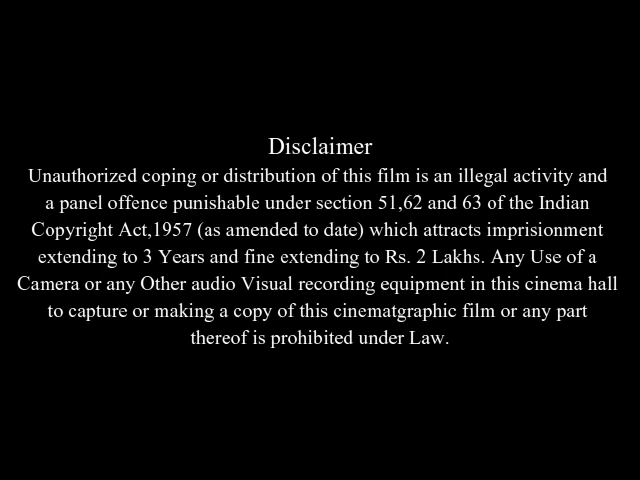 Disclaimer
Unauthorized coping or distribution of this film is an illegal activity and
a panel offence punishable under section 51,62 and 63 of the Indian
Copyright Act,1957 (as amended to date) which attracts imprisionment
extending to 3 Years and fine extending to Rs. 2 Lakhs. Any Use of a
Camera or any Other audio Visual recording equipment in this cinema hall
to capture or making a copy of this cinematgraphic film or any part
thereof is prohibited under Law.